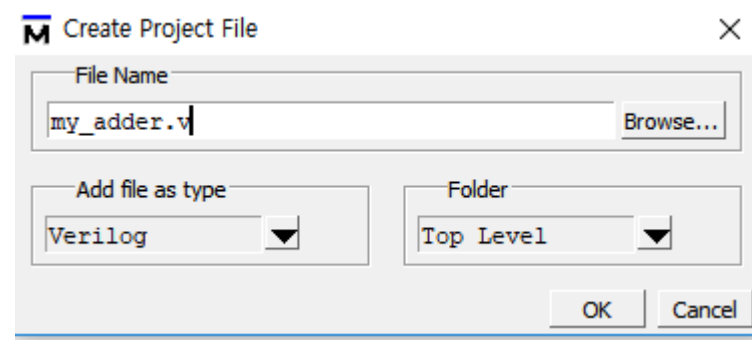 M Create Project File
File Name
my_adder.v Browse...
Add file as type Folder
Verilog Top Level
OK Cancel